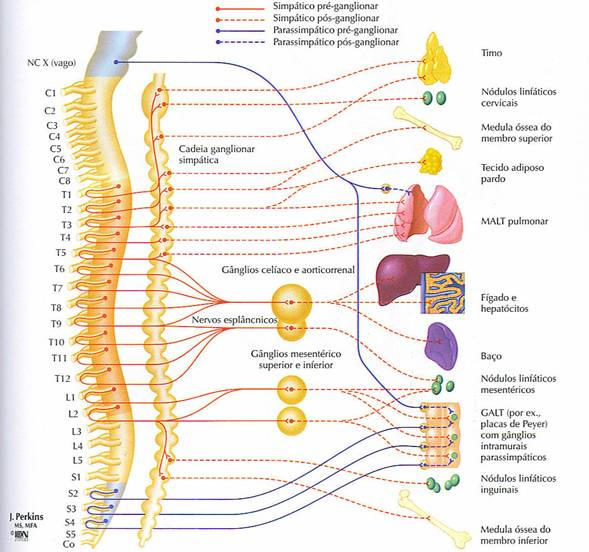 Simpático pré-ganglionar
Simpático pós-ganglionar
Parassimpático pré-ganglionar
Parassimpático pós-ganglionar
NC X (vago)
C1
C2
C3
C4
C5
C6
C7
C8
T1
T2
T3
T4
T5
T6
T7
T8
T9
T10
T11
T12
L1
L2
L3
L4
L5
S1
S2
S3
S4
S5
Co
Cadeia ganglionar
simpática
Gânglios celíaco e aorticorrenal
Nervos esplâncnicos
Gânglios mesentérico
superior e inferior
Timo
Nódulos linfáticos
cervicais
Medula óssea do
membro superior
Tecido adiposo
pardo
MALT pulmonar
Fígado e
hepatócitos
Baço
Nódulos linfáticos
mesentéricos
GALT (por ex.,
placas de Peyer)
com gânglios
intramurais
parassimpáticos
Nódulos linfáticos
inguinais
Medula óssea do
membro inferior
J. Perkins
MS, MFA